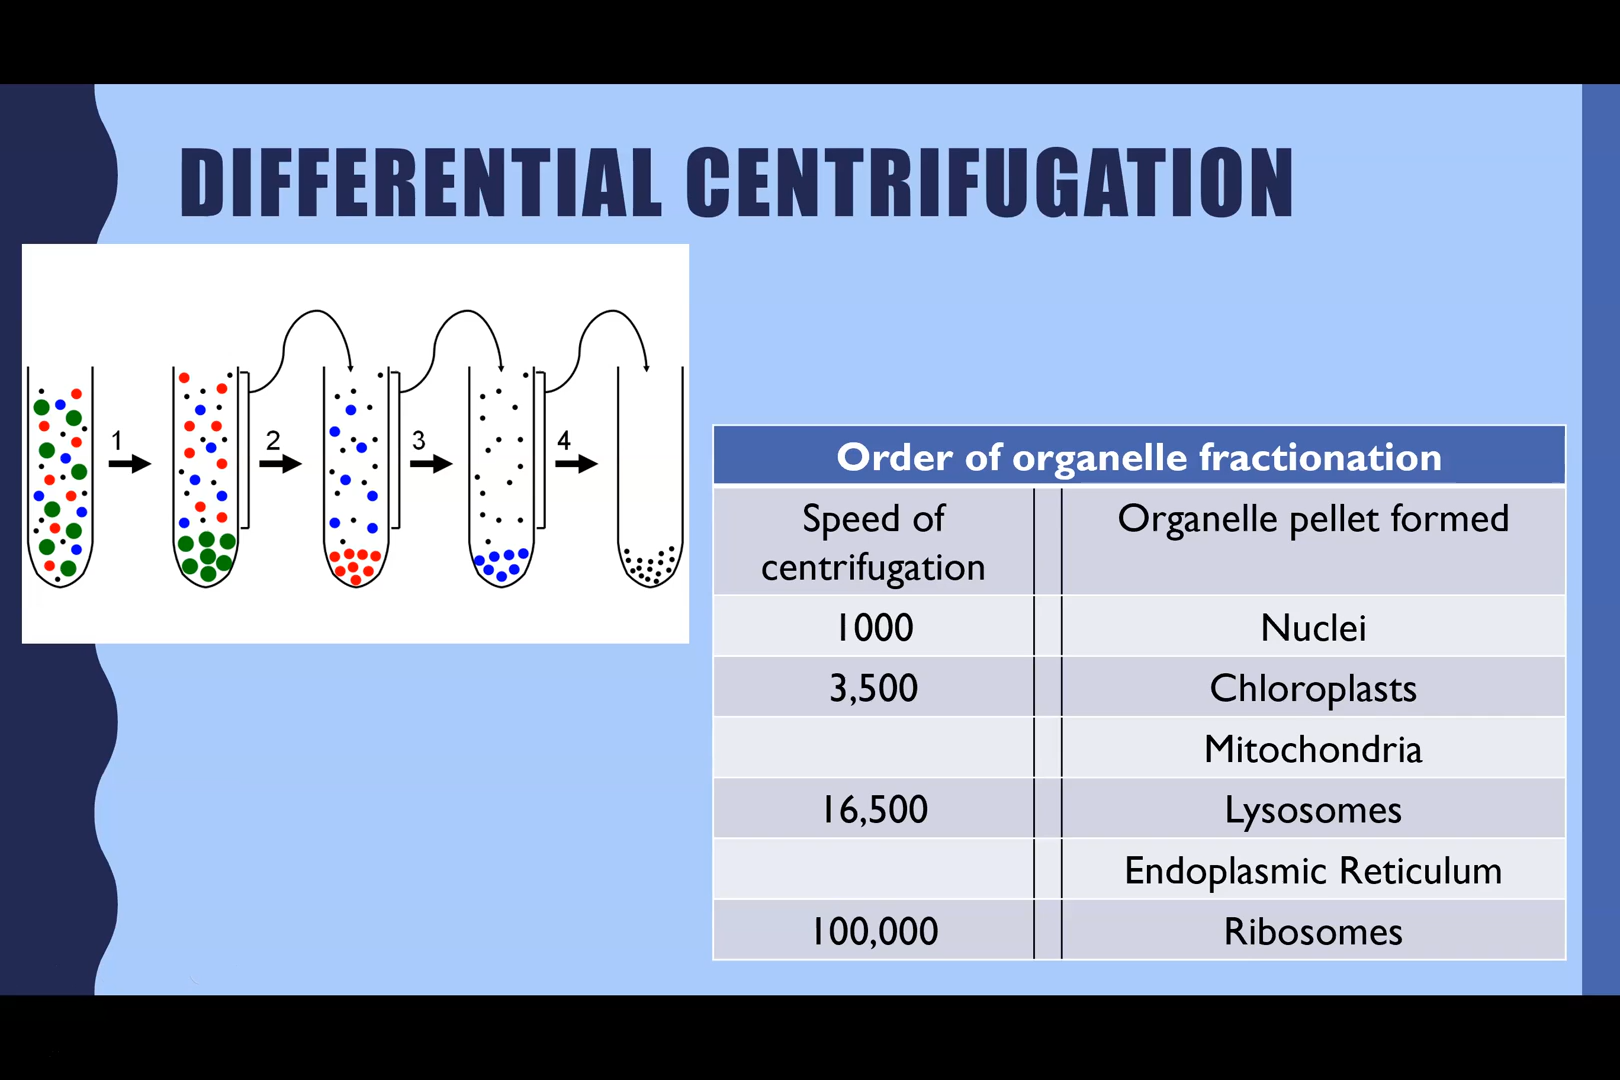 DIFFERENTIAL CENTRIFUGATION
1
2
3
4
Order of organelle fractionation
Speed of centrifugation
Organelle pellet formed
1000
Nuclei
3,500
Chloroplasts
Mitochondria
16,500
Lysosomes
Endoplasmic Reticulum
100,000
Ribosomes